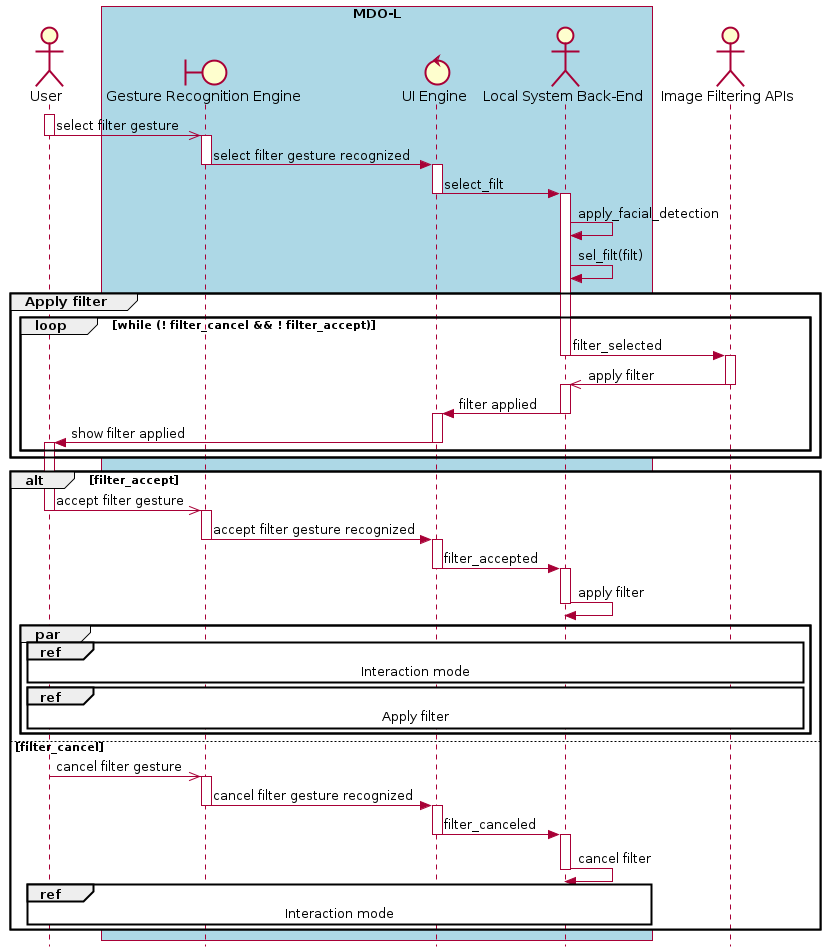 MDO-L
User
Gesture Recognition Engine
UI Engine
Local System Back-End
Image Filtering APIs
select filter gesture
select filter gesture recognized
select_filt
apply_facial_detection
sel_filt(filt)
Apply filter
loop [while (! filter_cancel && ! filter_accept)]
filter_selected
apply filter
filter applied
show filter applied
alt [filter_accept]
accept filter gesture
accept filter gesture recognized
filter_accepted
apply filter
par
ref
Interaction mode
ref
Apply filter
[filter_cancel]
cancel filter gesture
cancel filter gesture recognized
filter_canceled
cancel filter
ref
Interaction mode